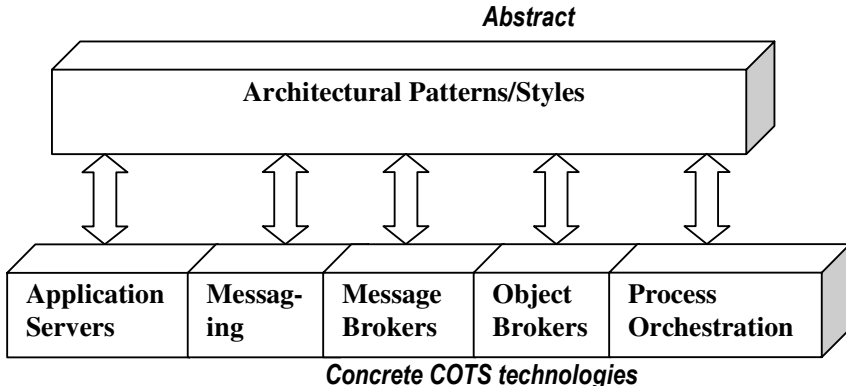 Abstract
Architectural Patterns/Styles
Application
Servers
Messag-
ing
Message
Brokers
Object
Brokers
Process
Orchestration
Concrete COTS technologies